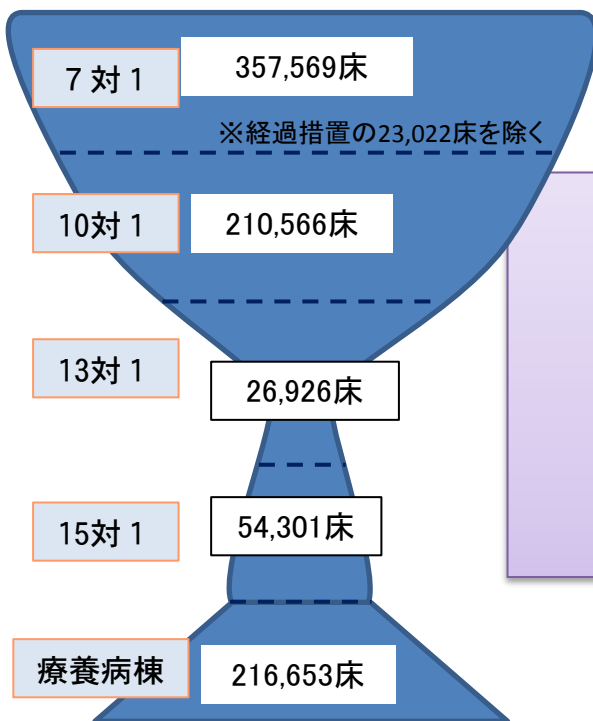 7対1
357,569床
※経過措置の23,022床を除く
10対1
210,566床
13対1
26,926床
15対1
54,301床
療養病棟
216,653床